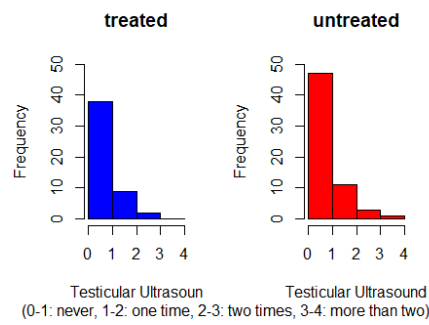 treated untreated
Frequency Frequency
50 50
40 40
30 30
20 20
10 10
0 0
0 1 2 3 4 0 1 2 3 4
Testicular Ultrasoun Testicular Ultrasound
(0-1: never, 1-2: one time, 2-3: two times, 3-4: more than two)